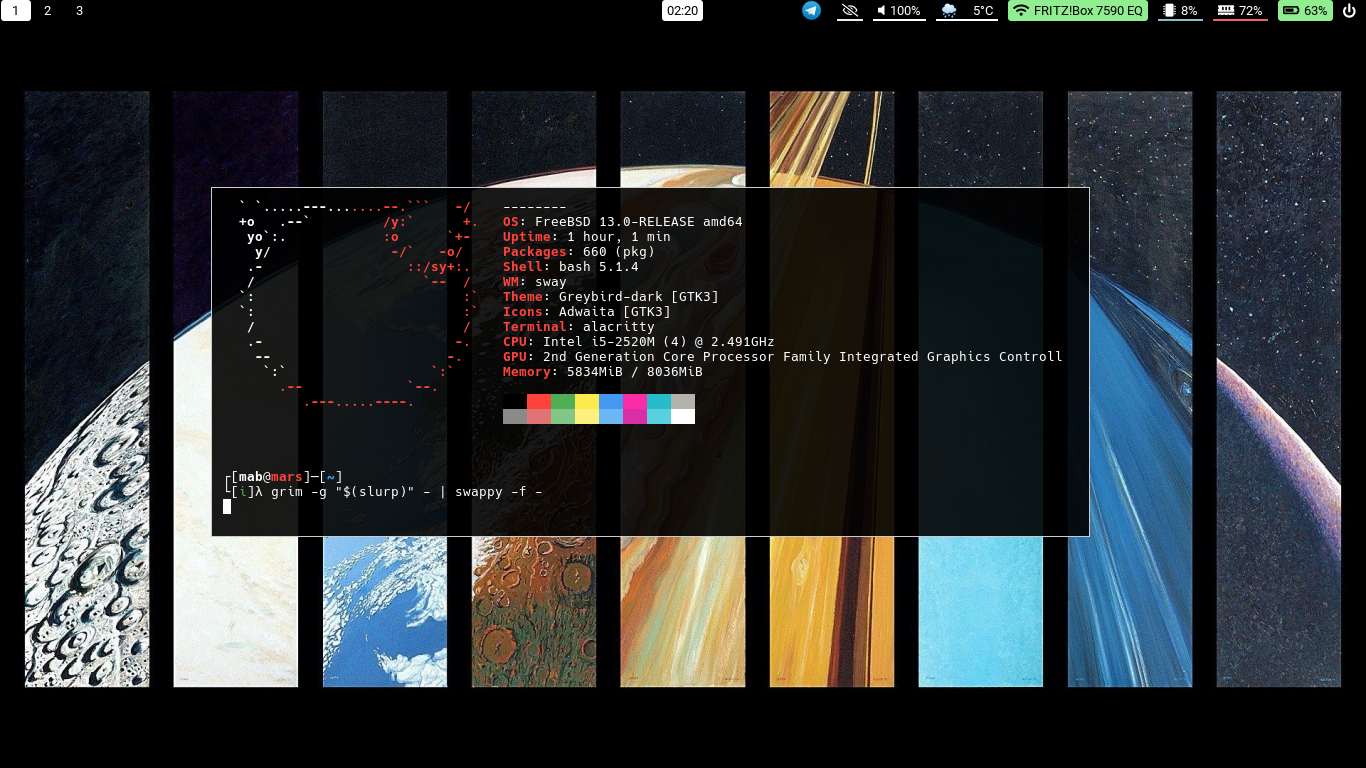 1 2 3 02:20 100% 5°C FRITZ!Box 7590 EQ 8% 72% 63%
--------
OS: FreeBSD 13.0-RELEASE amd64
Uptime: 1 hour, 1 min
Packages: 660 (pkg)
Shell: bash 5.1.4
WM: sway
Theme: Greybird-dark [GTK3]
Icons: Adwaita [GTK3]
Terminal: alacritty
CPU: Intel i5-2520M (4) @ 2.491GHz
GPU: 2nd Generation Core Processor Family Integrated Graphics Controll
Memory: 5834MiB / 8036MiB
┌[mab@mars]─[~]
└[i]λ grim -g "$(slurp)" - | swappy -f -